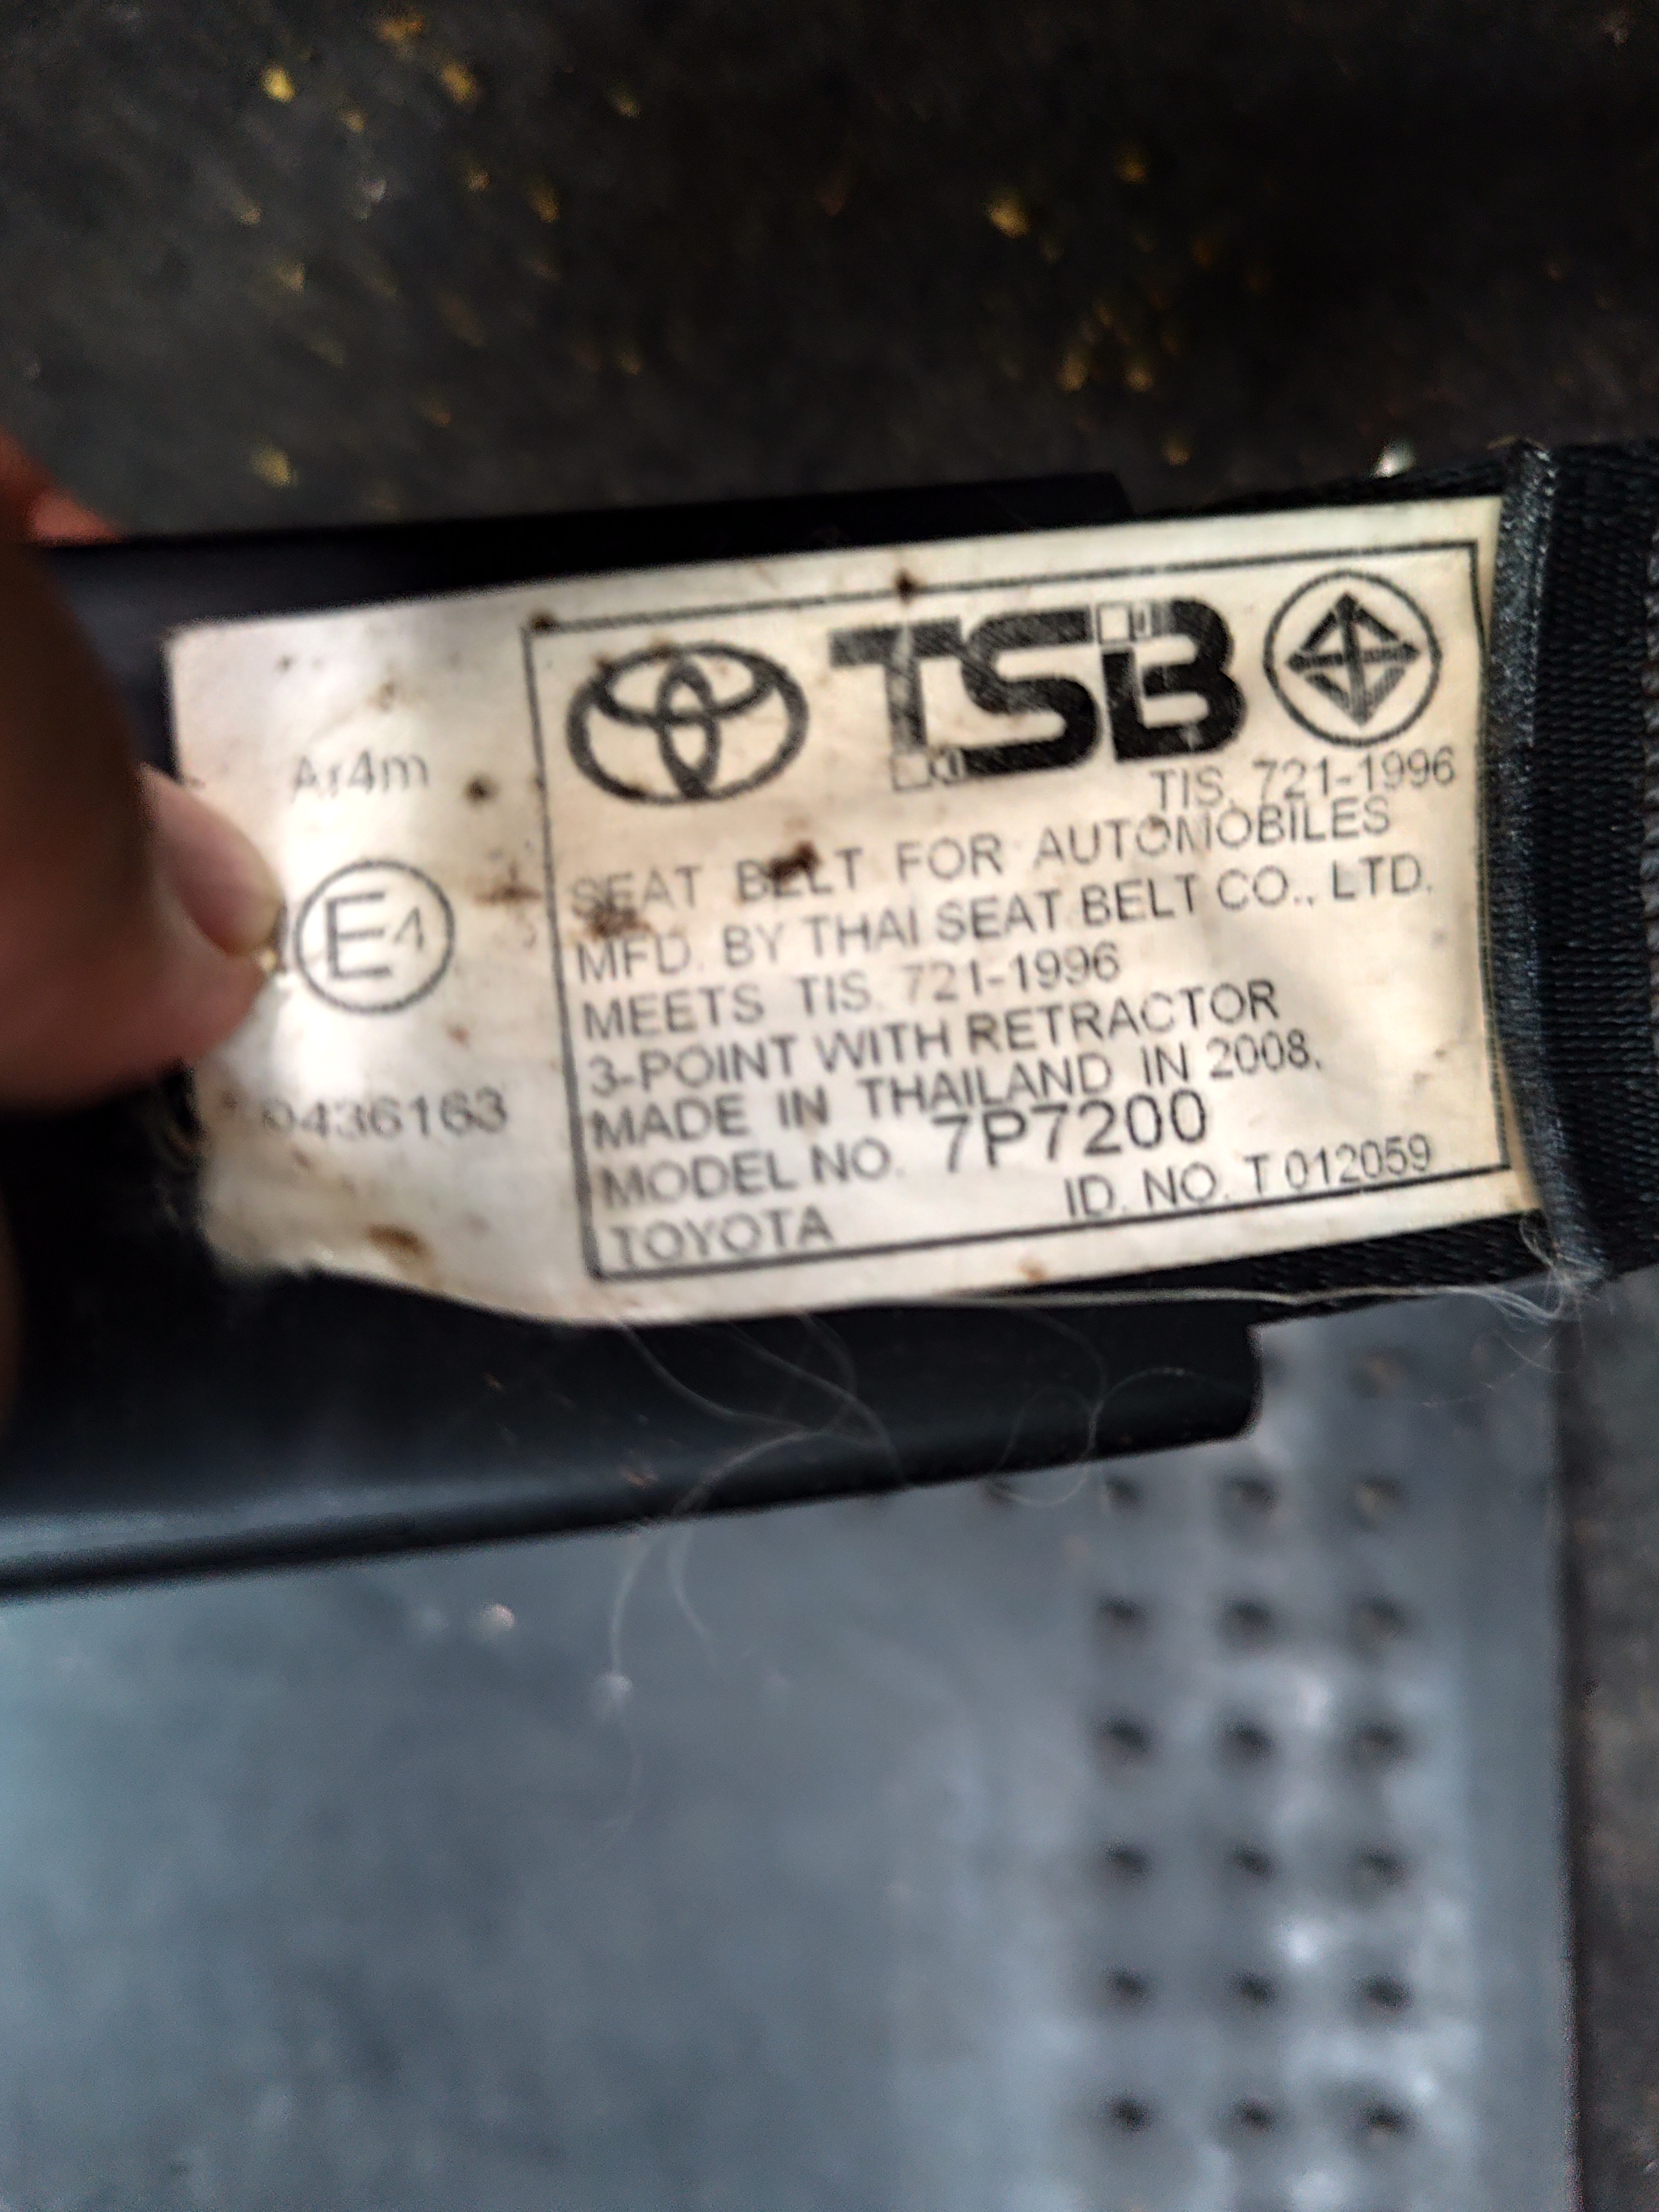 Ar4m
E4
0436163
TSB
TIS. 721-1996
SEAT BELT FOR AUTOMOBILES
MFD. BY THAI SEAT BELT CO., LTD.
MEETS TIS. 721-1996
3-POINT WITH RETRACTOR
MADE IN THAILAND IN 2008.
MODEL NO. 7P7200
TOYOTA ID. NO. T 012059